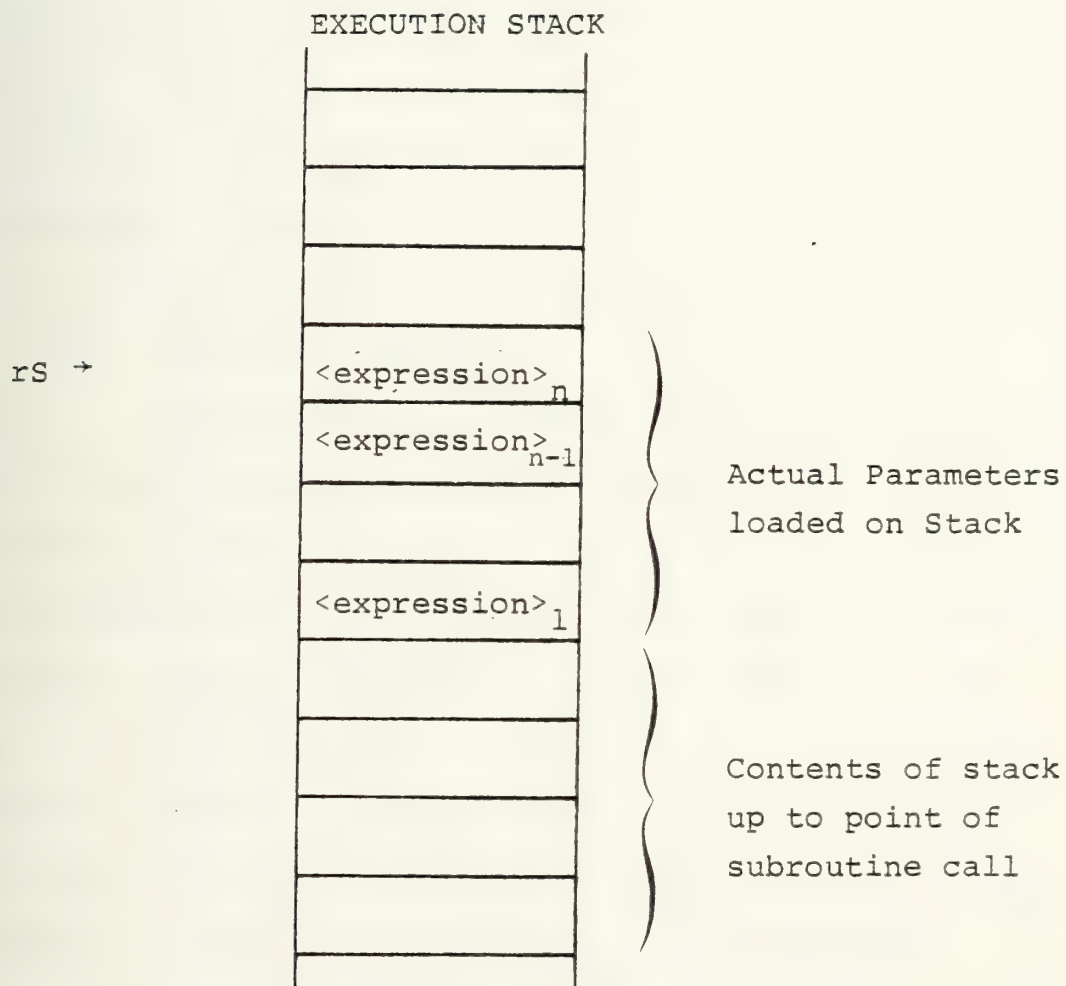 EXECUTION STACK
rS →
<expression>n
<expression>n-1
<expression>1
Actual Parameters
loaded on Stack
Contents of stack
up to point of
subroutine call